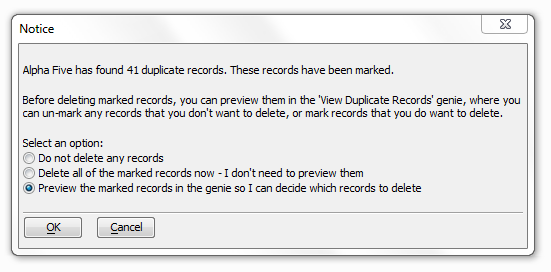 Notice
Alpha Five has found 41 duplicate records. These records have been marked.
Before deleting marked records, you can preview them in the 'View Duplicate Records' genie, where you
can un-mark any records that you don't want to delete, or mark records that you do want to delete.
Select an option:
Do not delete any records
Delete all of the marked records now - I don't need to preview them
Preview the marked records in the genie so I can decide which records to delete
OK Cancel